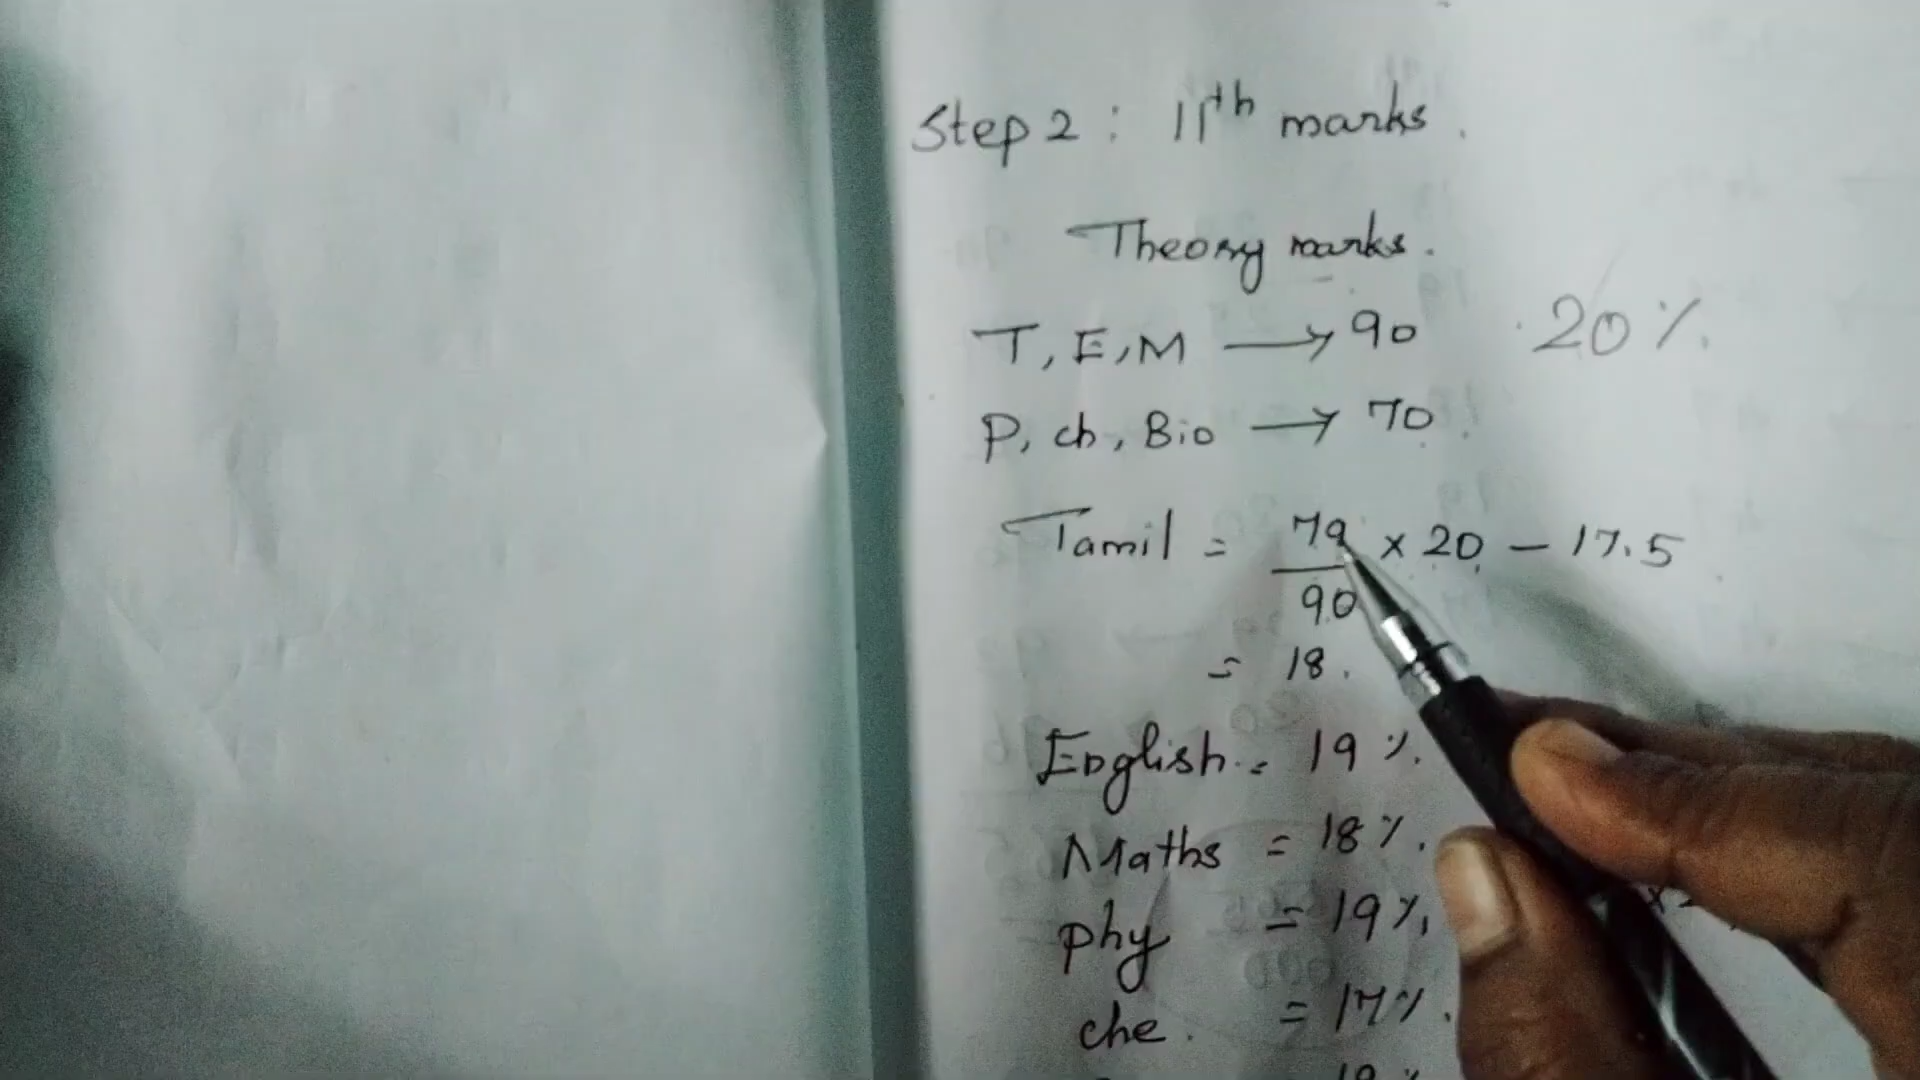 Step 2 : 11th marks.
Theory marks.
T, E, M → 90 20%.
P, ch, Bio → 70.
Tamil = 79/90 × 20 – 17.5
= 18.
English = 19%.
Maths = 18%.
phy = 19%.
che. = 17%.